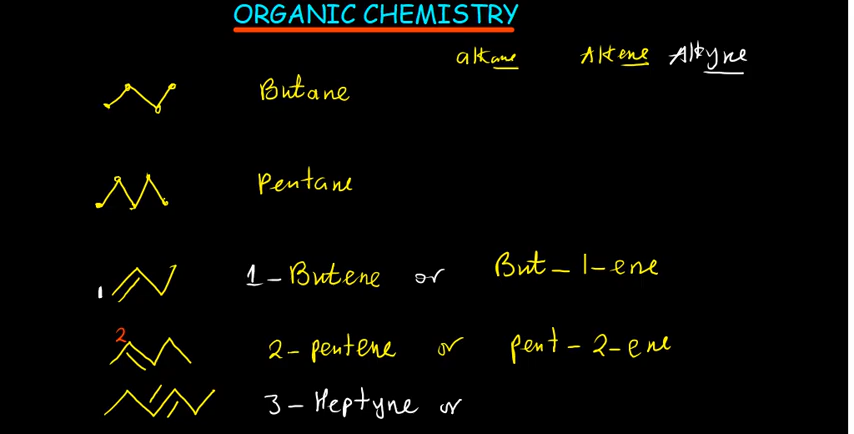 ORGANIC CHEMISTRY
alkane Alkene Alkyne
Butane
Pentane
1 1-Butene or But-1-ene
2 2-pentene or pent-2-ene
3-Heptyne or